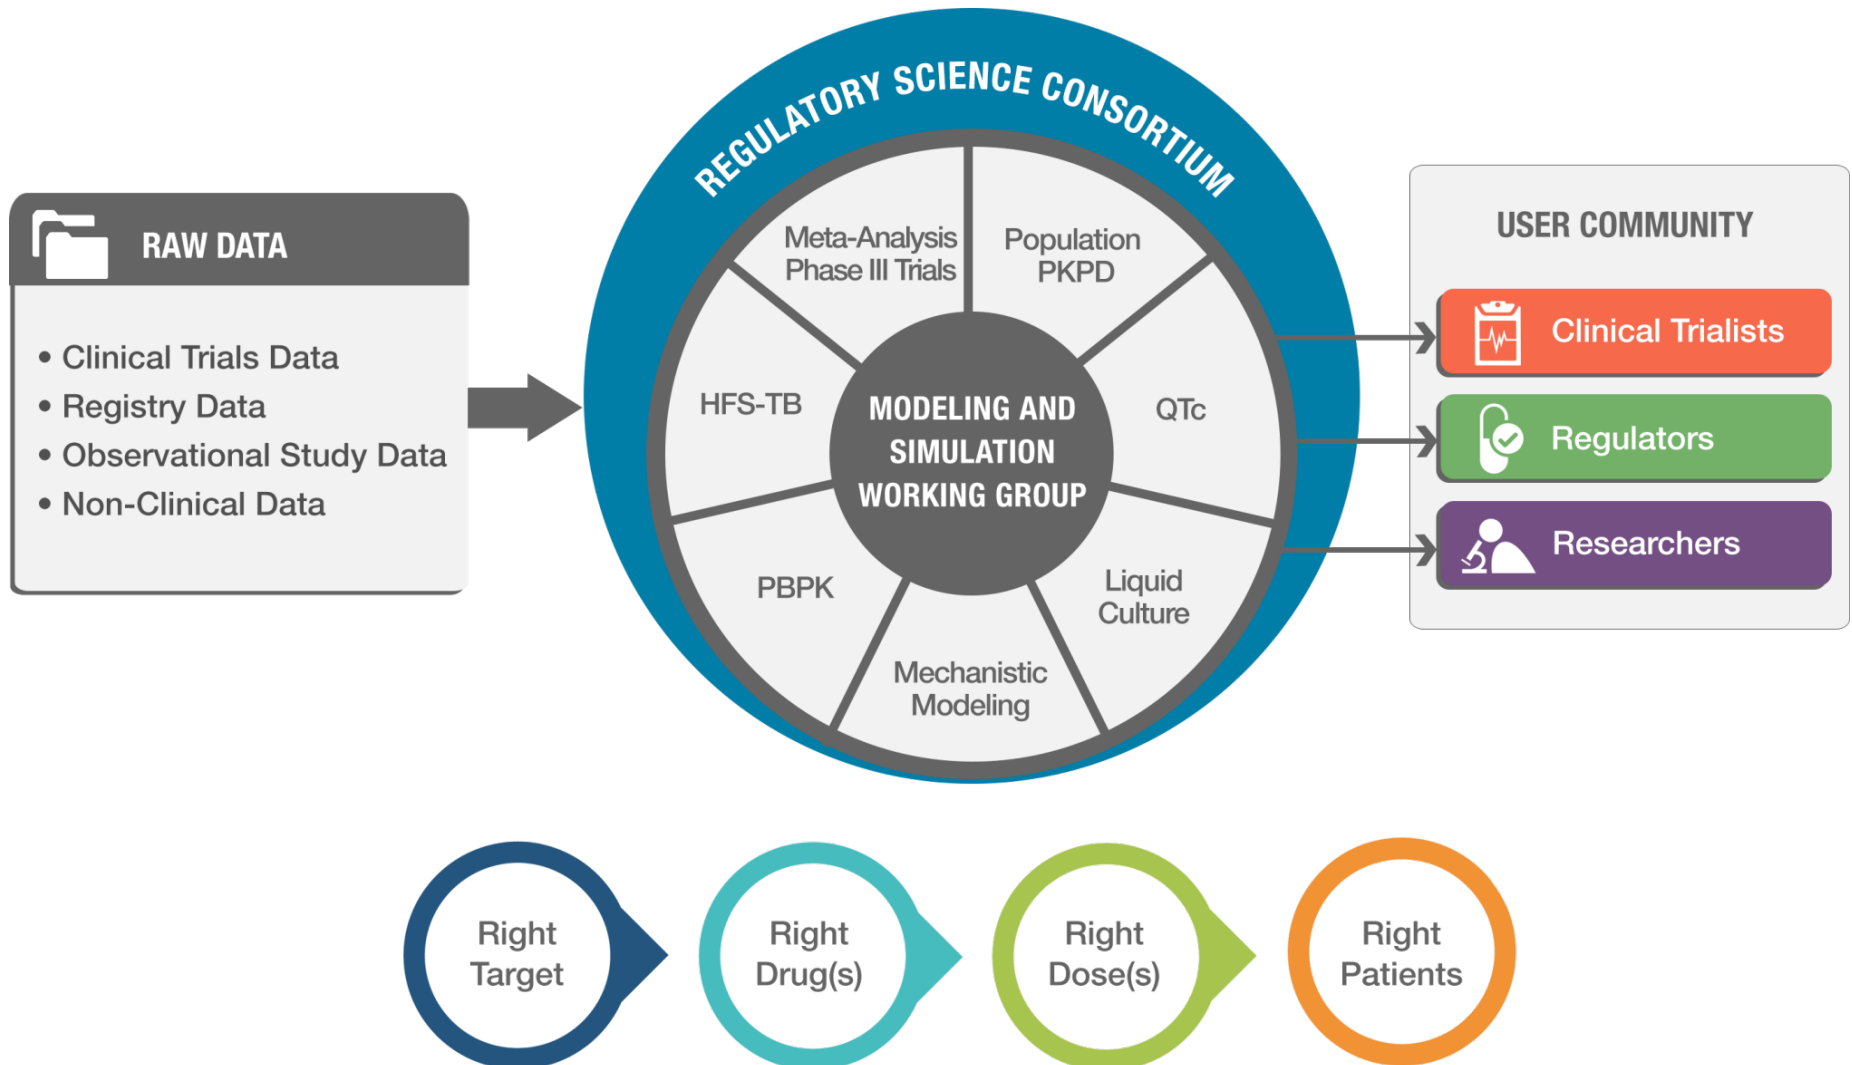 REGULATORY SCIENCE CONSORTIUM
RAW DATA
• Clinical Trials Data
• Registry Data
• Observational Study Data
• Non-Clinical Data
Meta-Analysis
Phase III Trials
Population
PKPD
HFS-TB
QTc
MODELING AND
SIMULATION
WORKING GROUP
PBPK
Liquid
Culture
Mechanistic
Modeling
USER COMMUNITY
Clinical Trialists
Regulators
Researchers
Right
Target
Right
Drug(s)
Right
Dose(s)
Right
Patients